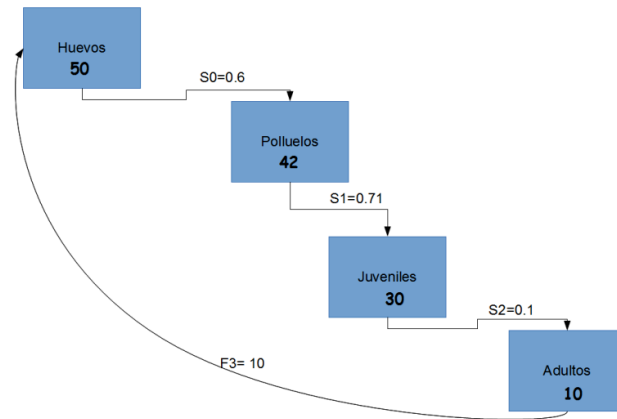 Huevos
50
S0=0.6
Polluelos
42
S1=0.71
Juveniles
30
S2=0.1
Adultos
10
F3= 10